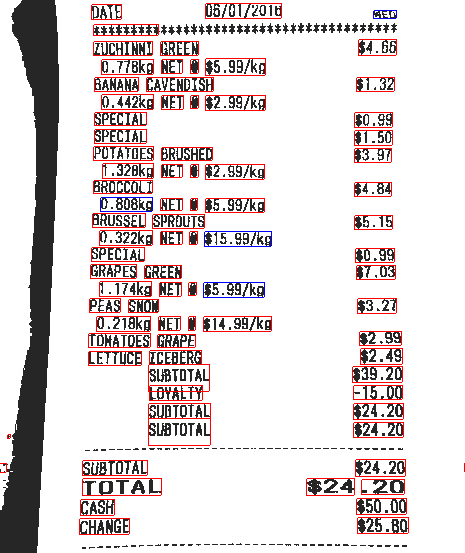 DATE 05/01/2016 WED
****************************************
ZUCHINNI GREEN $4.66
0.778kg NET @ $5.99/kg
BANANA CAVENDISH $1.32
0.442kg NET @ $2.99/kg
SPECIAL $0.99
SPECIAL $1.50
POTATOES BRUSHED $3.97
1.328kg NET @ $2.99/kg
BROCCOLI $4.84
0.808kg NET @ $5.99/kg
BRUSSEL SPROUTS $5.15
0.322kg NET @ $15.99/kg
SPECIAL $0.99
GRAPES GREEN $7.03
1.174kg NET @ $5.99/kg
PEAS SNOW $3.27
0.218kg NET @ $14.99/kg
TOMATOES GRAPE $2.99
LETTUCE ICEBERG $2.49
SUBTOTAL $39.20
LOYALTY -15.00
SUBTOTAL $24.20
SUBTOTAL $24.20
SUBTOTAL $24.20
TOTAL $24.20
CASH $50.00
CHANGE $25.80